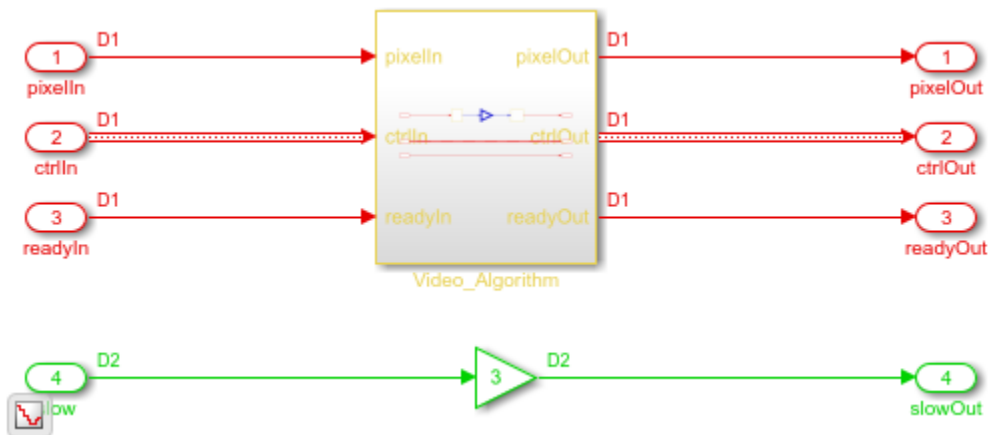 D1 D1
1 pixelIn pixelOut 1
pixelIn pixelOut
D1 D1
2 ctrlIn ctrlOut 2
ctrlIn ctrlOut
D1 D1
3 readyIn readyOut 3
readyIn readyOut
Video_Algorithm
D2 D2
4 3 4
slow slowOut